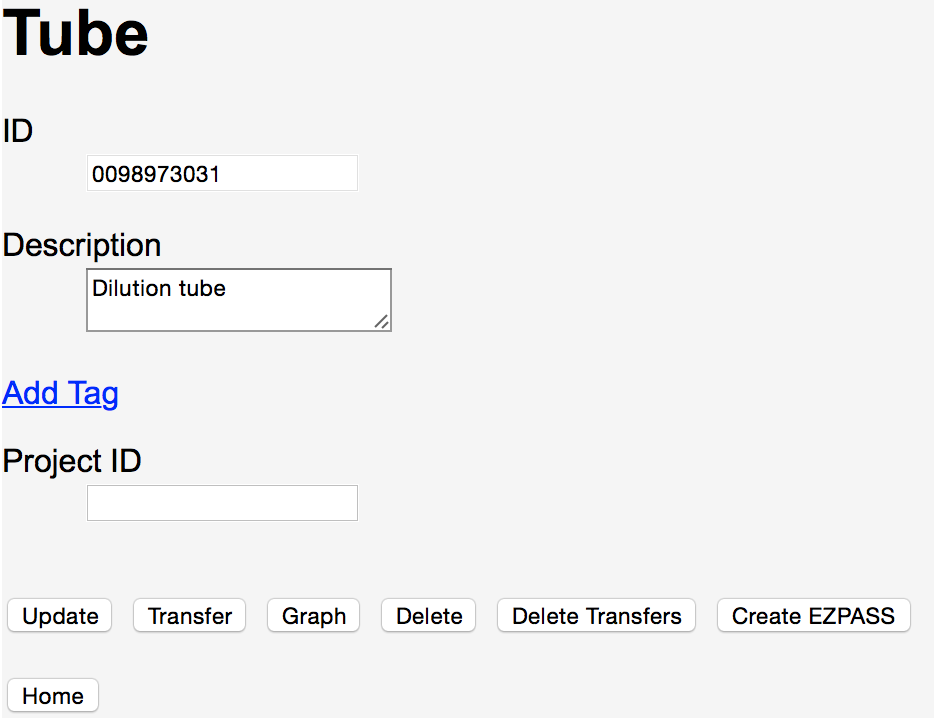 Tube
ID
0098973031
Description
Dilution tube
Add Tag
Project ID
Update Transfer Graph Delete Delete Transfers Create EZPASS
Home